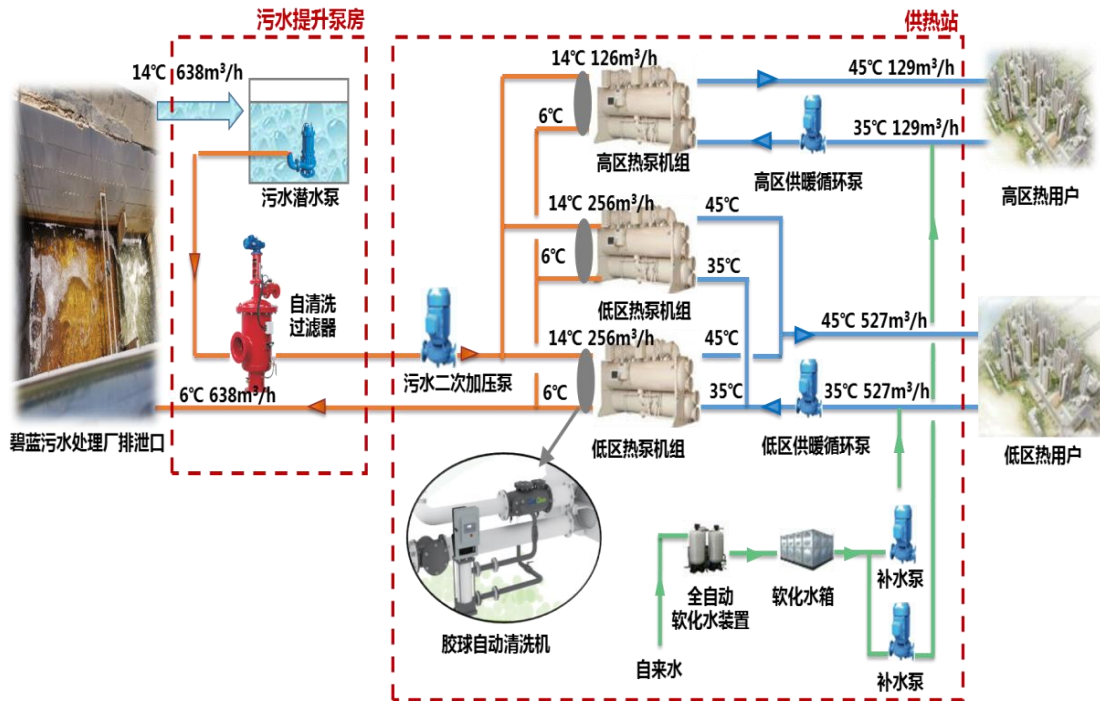 污水提升泵房
供热站
14℃ 638m³/h
14℃ 126m³/h
45℃ 129m³/h
6℃
35℃ 129m³/h
污水潜水泵
高区热泵机组
高区供暖循环泵
高区热用户
14℃ 256m³/h
45℃
6℃
35℃
自清洗
过滤器
低区热泵机组
45℃ 527m³/h
14℃ 256m³/h
45℃
污水二次加压泵
6℃ 638m³/h
6℃
35℃
35℃ 527m³/h
碧蓝污水处理厂排泄口
低区热泵机组
低区供暖循环泵
低区热用户
全自动
软化水装置
软化水箱
补水泵
胶球自动清洗机
自来水
补水泵